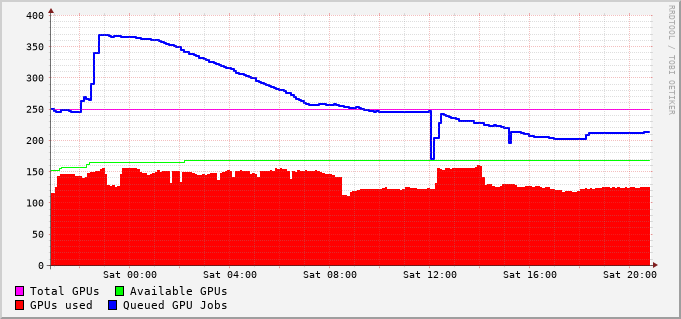 RRDTOOL / TOBI OETIKER
400
350
300
250
200
150
100
50
0
Sat 00:00 Sat 04:00 Sat 08:00 Sat 12:00 Sat 16:00 Sat 20:00
Total GPUs Available GPUs
GPUs used Queued GPU Jobs